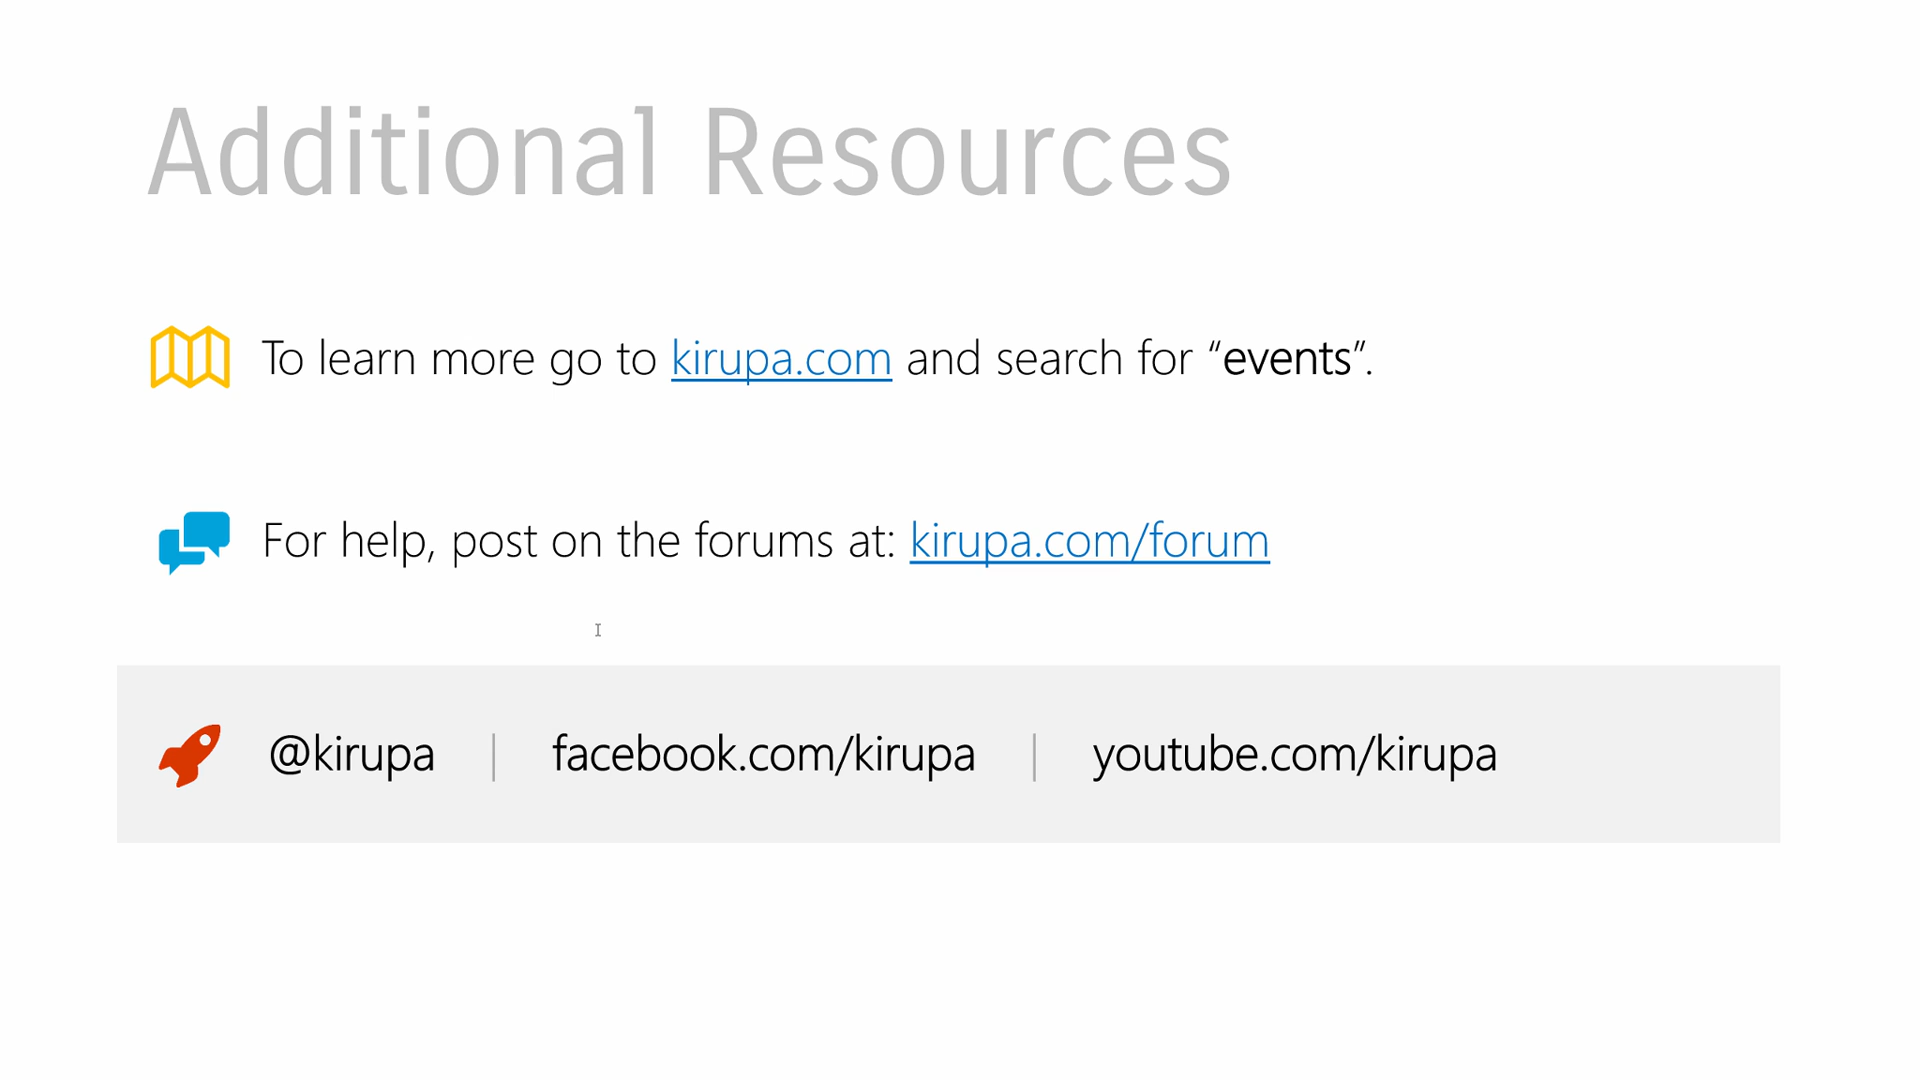 Additional Resources
To learn more go to kirupa.com and search for “events”.
For help, post on the forums at: kirupa.com/forum
@kirupa | facebook.com/kirupa | youtube.com/kirupa